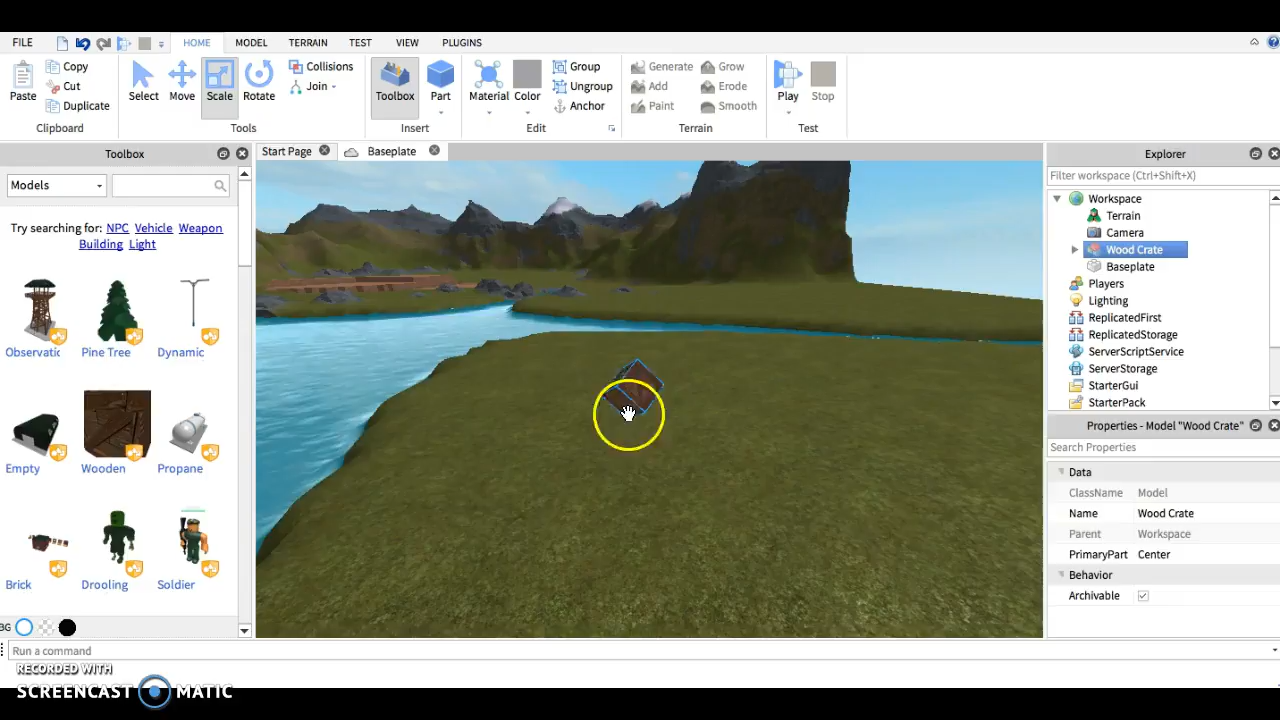 FILE HOME MODEL TERRAIN TEST VIEW PLUGINS
Paste Copy Cut Duplicate Clipboard
Select Move Scale Rotate Collisions Join Tools
Toolbox Part Insert
Material Color Group Ungroup Anchor Edit
Generate Grow Add Erode Paint Smooth Terrain
Play Stop Test
Toolbox
Models
Try searching for: NPC Vehicle Weapon
Building Light
Observatic Pine Tree Dynamic
Empty Wooden Propane
Brick Drooling Soldier
BG
Start Page Baseplate
Explorer
Filter workspace (Ctrl+Shift+X)
Workspace
Terrain
Camera
Wood Crate
Baseplate
Players
Lighting
ReplicatedFirst
ReplicatedStorage
ServerScriptService
ServerStorage
StarterGui
StarterPack
Properties - Model "Wood Crate"
Search Properties
Data
ClassName Model
Name Wood Crate
Parent Workspace
PrimaryPart Center
Behavior
Archivable
Run a command
RECORDED WITH
SCREENCAST MATIC